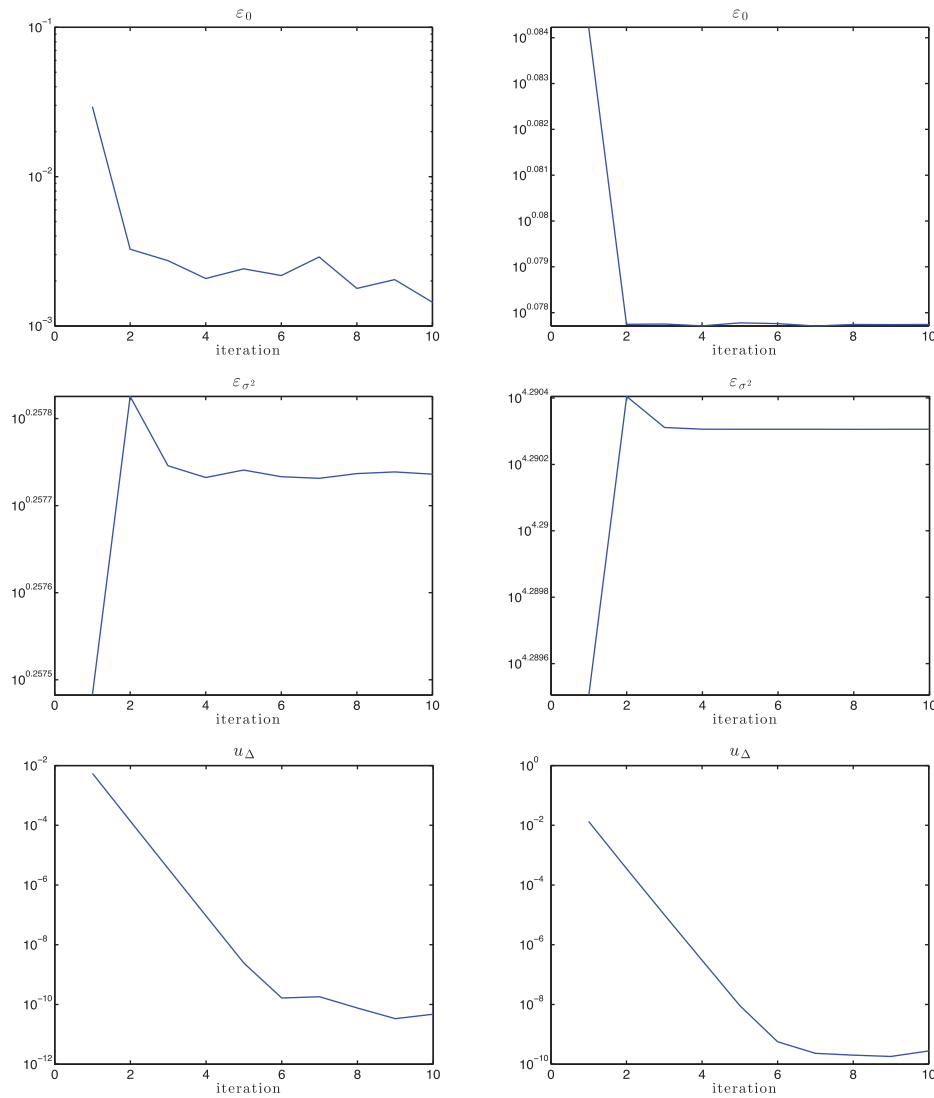 ε₀
10⁻¹
10⁻²
10⁻³
0 2 4 6 8 10
iteration
ε₀
10^0.084
10^0.083
10^0.082
10^0.081
10^0.08
10^0.079
10^0.078
0 2 4 6 8 10
iteration
ε_σ²
10^0.2578
10^0.2577
10^0.2576
10^0.2575
0 2 4 6 8 10
iteration
ε_σ²
10^4.2904
10^4.2902
10^4.29
10^4.2898
10^4.2896
0 2 4 6 8 10
iteration
u_Δ
10⁻²
10⁻⁴
10⁻⁶
10⁻⁸
10⁻¹⁰
10⁻¹²
0 2 4 6 8 10
iteration
u_Δ
10⁰
10⁻²
10⁻⁴
10⁻⁶
10⁻⁸
10⁻¹⁰
0 2 4 6 8 10
iteration